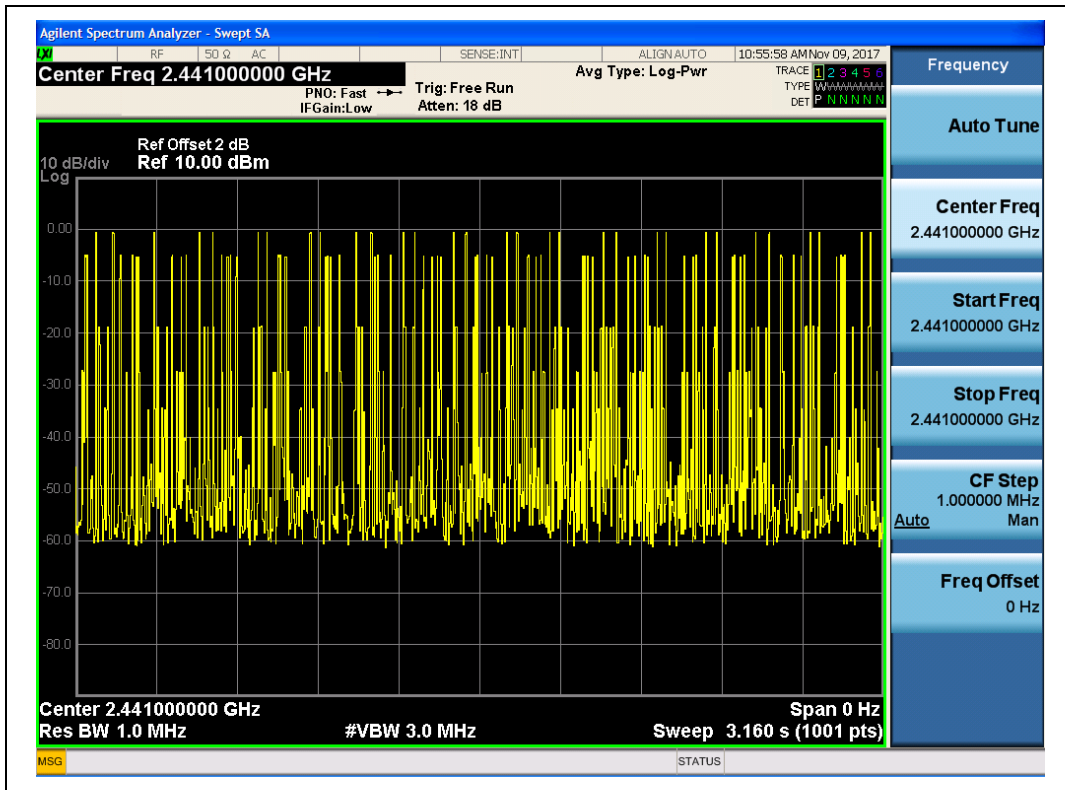 Agilent Spectrum Analyzer - Swept SA
LXI RF 50 Ω AC SENSE:INT ALIGNAUTO 10:55:58 AMNov 09, 2017
Center Freq 2.441000000 GHz
PNO: Fast
IFGain:Low
Trig: Free Run
Atten: 18 dB
Avg Type: Log-Pwr
TRACE 1 2 3 4 5 6
TYPE
DET P N N N N N
Ref Offset 2 dB
10 dB/div Ref 10.00 dBm
Log
0.00
-10.0
-20.0
-30.0
-40.0
-50.0
-60.0
-70.0
-80.0
Center 2.441000000 GHz Span 0 Hz
Res BW 1.0 MHz #VBW 3.0 MHz Sweep 3.160 s (1001 pts)
MSG STATUS
Frequency
Auto Tune
Center Freq
2.441000000 GHz
Start Freq
2.441000000 GHz
Stop Freq
2.441000000 GHz
CF Step
1.000000 MHz
Auto Man
Freq Offset
0 Hz